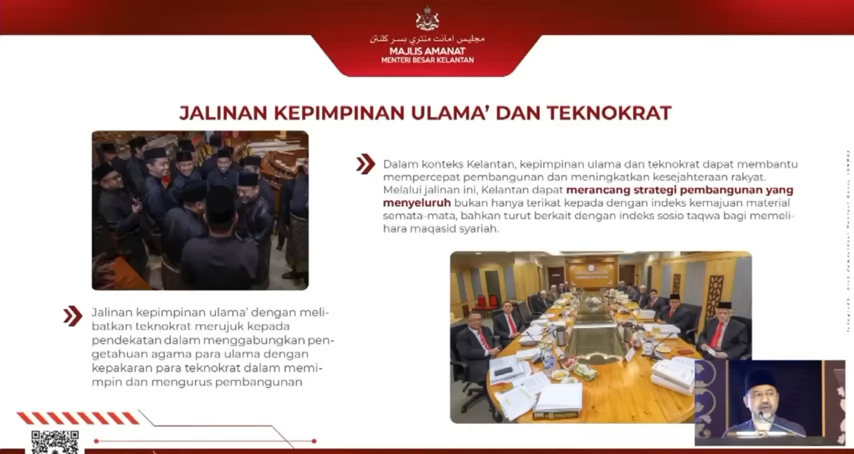 مجليس امانت منتري بسر كلنتن
MAJLIS AMANAT
MENTERI BESAR KELANTAN
JALINAN KEPIMPINAN ULAMA’ DAN TEKNOKRAT
Dalam konteks Kelantan, kepimpinan ulama dan teknokrat dapat membantu
mempercepat pembangunan dan meningkatkan kesejahteraan rakyat.
Melalui jalinan ini, Kelantan dapat merancang strategi pembangunan yang
menyeluruh bukan hanya terikat kepada dengan indeks kemajuan material
semata-mata, bahkan turut berkait dengan indeks sosio taqwa bagi memeli-
hara maqasid syariah.
Jalinan kepimpinan ulama’ dengan meli-
batkan teknokrat merujuk kepada
pendekatan dalam menggabungkan pen-
getahuan agama para ulama dengan
kepakaran para teknokrat dalam memi-
mpin dan mengurus pembangunan